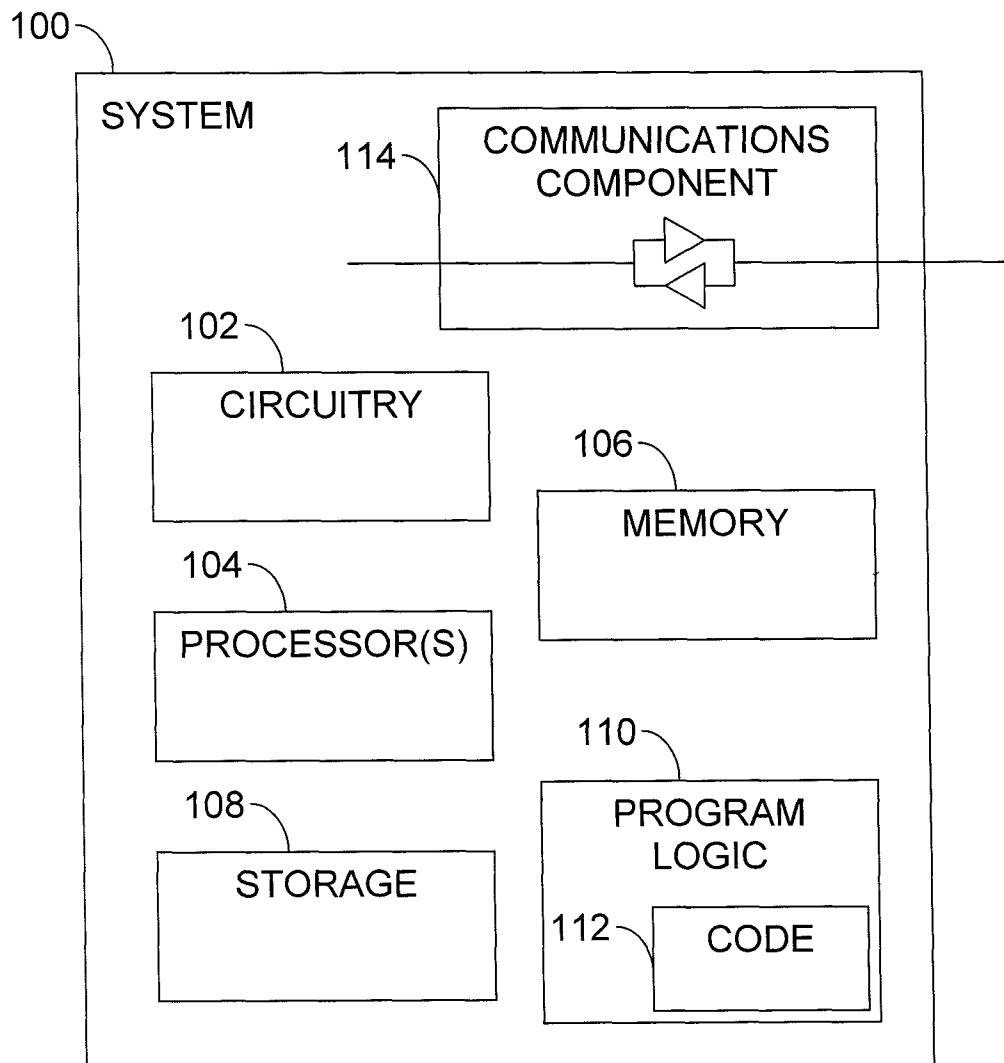 100
SYSTEM
COMMUNICATIONS
COMPONENT
114
102
CIRCUITRY
106
MEMORY
104
PROCESSOR(S)
110
PROGRAM
LOGIC
108
STORAGE
112
CODE